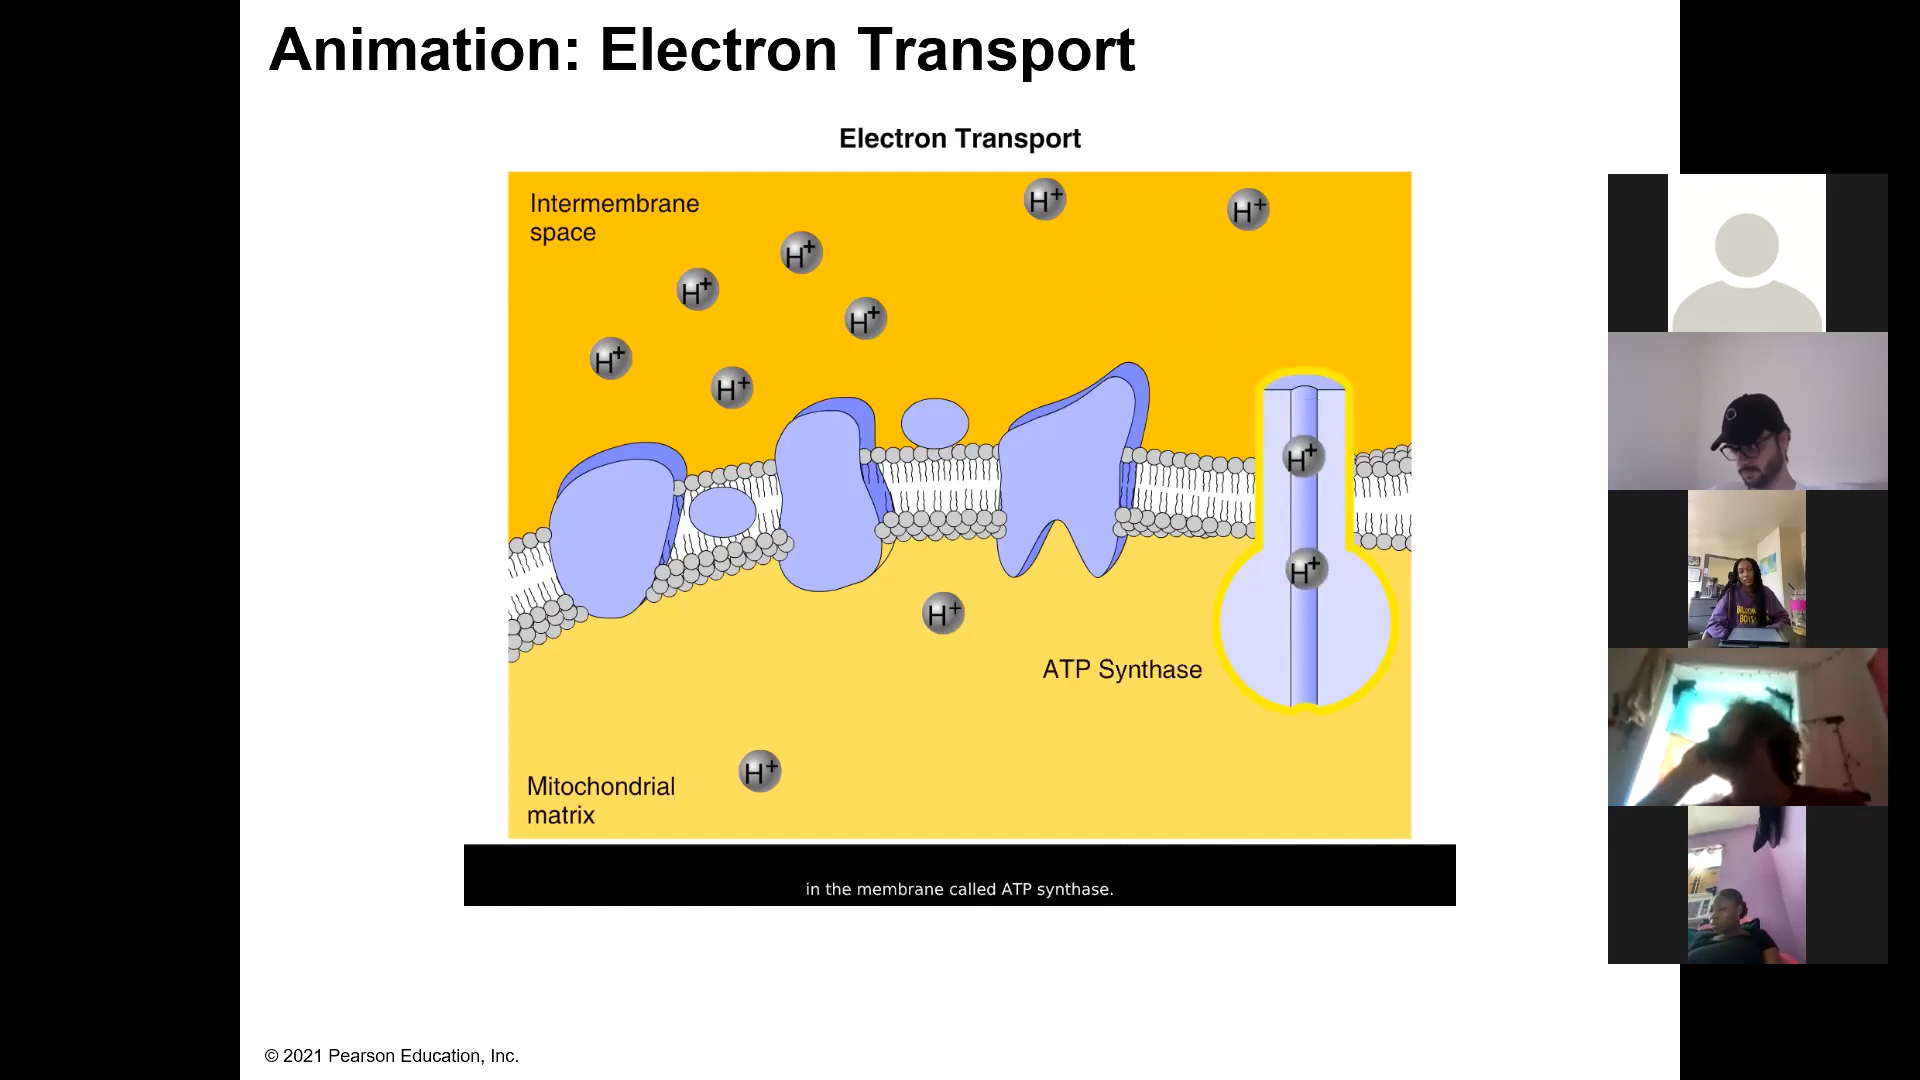 Animation: Electron Transport
Electron Transport
Intermembrane
space
H+
H+
H+
H+
H+
H+
H+
H+
H+
H+
ATP Synthase
H+
Mitochondrial
matrix
in the membrane called ATP synthase.
© 2021 Pearson Education, Inc.